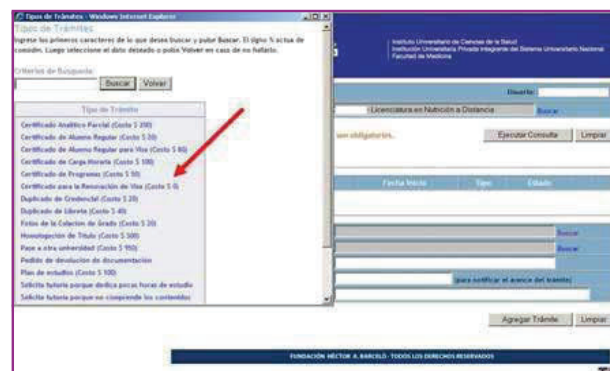 Tipos de Trámites - Windows Internet Explorer
Tipos de Trámites
Ingrese los primeros caracteres de lo que desea buscar y pulse Buscar. El signo % actua de
comodín. Luego seleccione el dato deseado o pulse Volver en caso de no hallarlo.
Criterios de Búsqueda:
Buscar Volver
Tipo de Trámite
Certificado Analítico Parcial (Costo $ 200)
Certificado de Alumno Regular (Costo $ 20)
Certificado de Alumno Regular para Visa (Costo $ 80)
Certificado de Carga Horaria (Costo $ 100)
Certificado de Programas (Costo $ 50)
Certificado para la Renovación de Visa (Costo $ 0)
Duplicado de Credencial (Costo $ 20)
Duplicado de Libreta (Costo $ 40)
Fotos de la Colacion de Grado (Costo $ 20)
Homologación de Título (Costo $ 500)
Pase a otra universidad (Costo $ 950)
Pedido de devolución de documentación
Plan de estudios (Costo $ 100)
Solicita tutoría porque dedica pocas horas de estudio
Solicita tutoría porque no comprende los contenidos
Instituto Universitario de Ciencias de la Salud
Institución Universitaria Privada Integrante del Sistema Universitario Nacional
Facultad de Medicina
Usuario:
- Licenciatura en Nutrición a Distancia
Buscar
son obligatorios.
Ejecutar Consulta Limpiar
Fecha Inicio Tipo Estado
Buscar
Buscar
(para notificar el avance del trámite)
Agregar Trámite Limpiar
FUNDACIÓN HÉCTOR A. BARCELÓ - TODOS LOS DERECHOS RESERVADOS